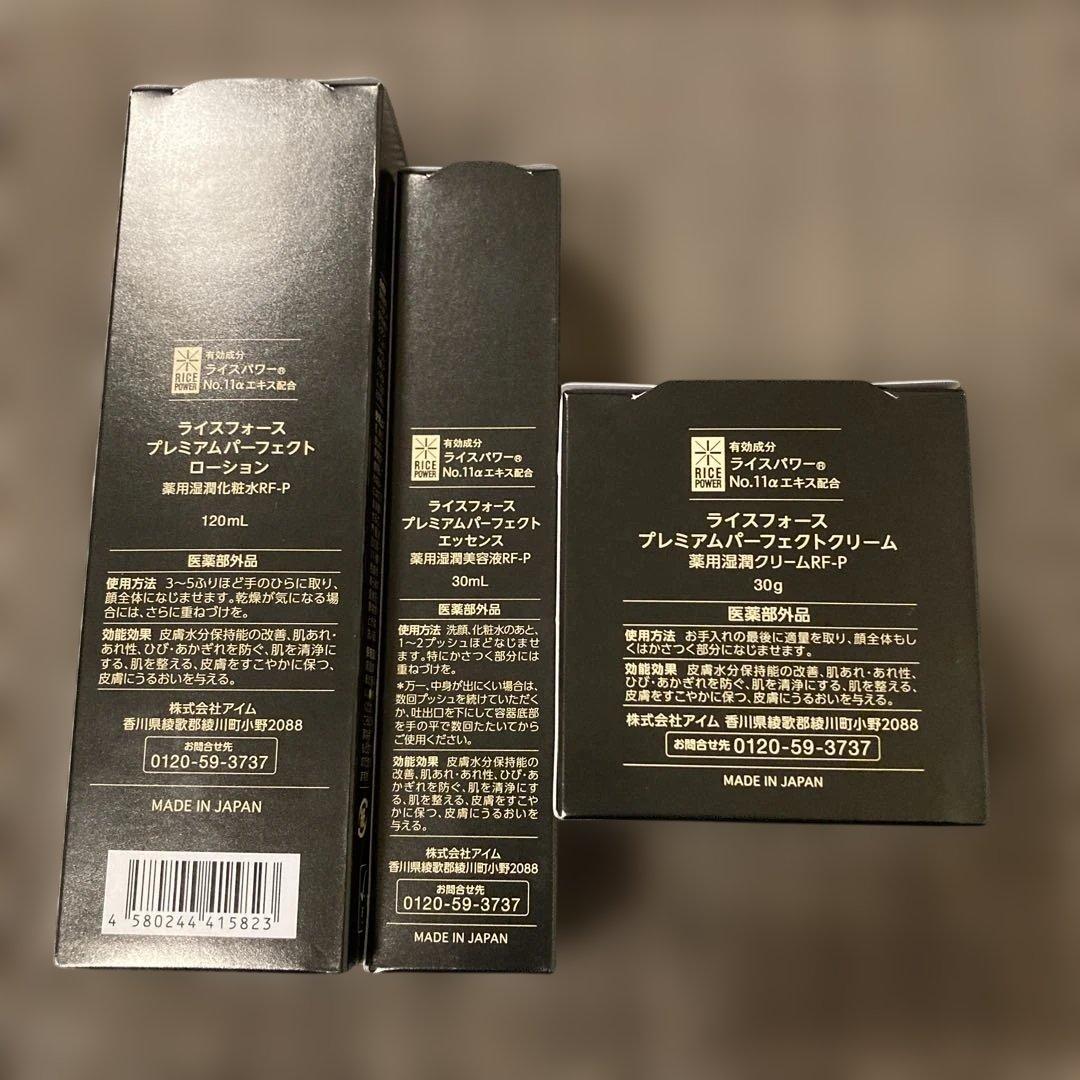 RICE
POWER
有効成分
ライスパワー®
No.11αエキス配合
ライスフォース
プレミアムパーフェクト
ローション
薬用湿潤化粧水RF-P
120mL
医薬部外品
使用方法 3〜5ふりほど手のひらに取り、
顔全体になじませます。乾燥が気になる場
合には、さらに重ねづけを。
効能効果 皮膚水分保持能の改善、肌あれ・
あれ性、ひび・あかぎれを防ぐ、肌を清浄に
する、肌を整える、皮膚をすこやかに保つ、
皮膚にうるおいを与える。
株式会社アイム
香川県綾歌郡綾川町小野2088
お問合せ先
0120-59-3737
MADE IN JAPAN
4 580244 415823
RICE
POWER
有効成分
ライスパワー®
No.11αエキス配合
ライスフォース
プレミアムパーフェクト
エッセンス
薬用湿潤美容液RF-P
30mL
医薬部外品
使用方法 洗顔、化粧水のあと、
1〜2プッシュほどなじませ
ます。特にかさつく部分には
重ねづけを。
*万一、中身が出にくい場合は、
数回プッシュを続けていただく
か、吐出口を下にして容器底部
を手の平で数回たたいてから
ご使用ください。
効能効果 皮膚水分保持能の
改善、肌あれ・あれ性、ひび・あ
かぎれを防ぐ、肌を清浄にす
る、肌を整える、皮膚をすこや
かに保つ、皮膚にうるおいを
与える。
株式会社アイム
香川県綾歌郡綾川町小野2088
お問合せ先
0120-59-3737
MADE IN JAPAN
RICE
POWER
有効成分
ライスパワー®
No.11αエキス配合
ライスフォース
プレミアムパーフェクトクリーム
薬用湿潤クリームRF-P
30g
医薬部外品
使用方法 お手入れの最後に適量を取り、顔全体もし
くはかさつく部分になじませます。
効能効果 皮膚水分保持能の改善、肌あれ・あれ性、
ひび・あかぎれを防ぐ、肌を清浄にする、肌を整える、
皮膚をすこやかに保つ、皮膚にうるおいを与える。
株式会社アイム 香川県綾歌郡綾川町小野2088
お問合せ先 0120-59-3737
MADE IN JAPAN